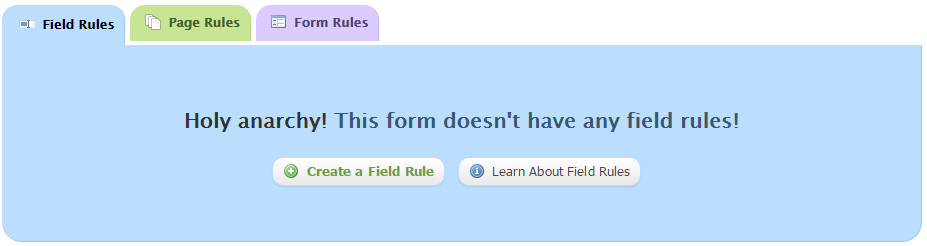 Field Rules Page Rules Form Rules
Holy anarchy! This form doesn't have any field rules!
Create a Field Rule Learn About Field Rules